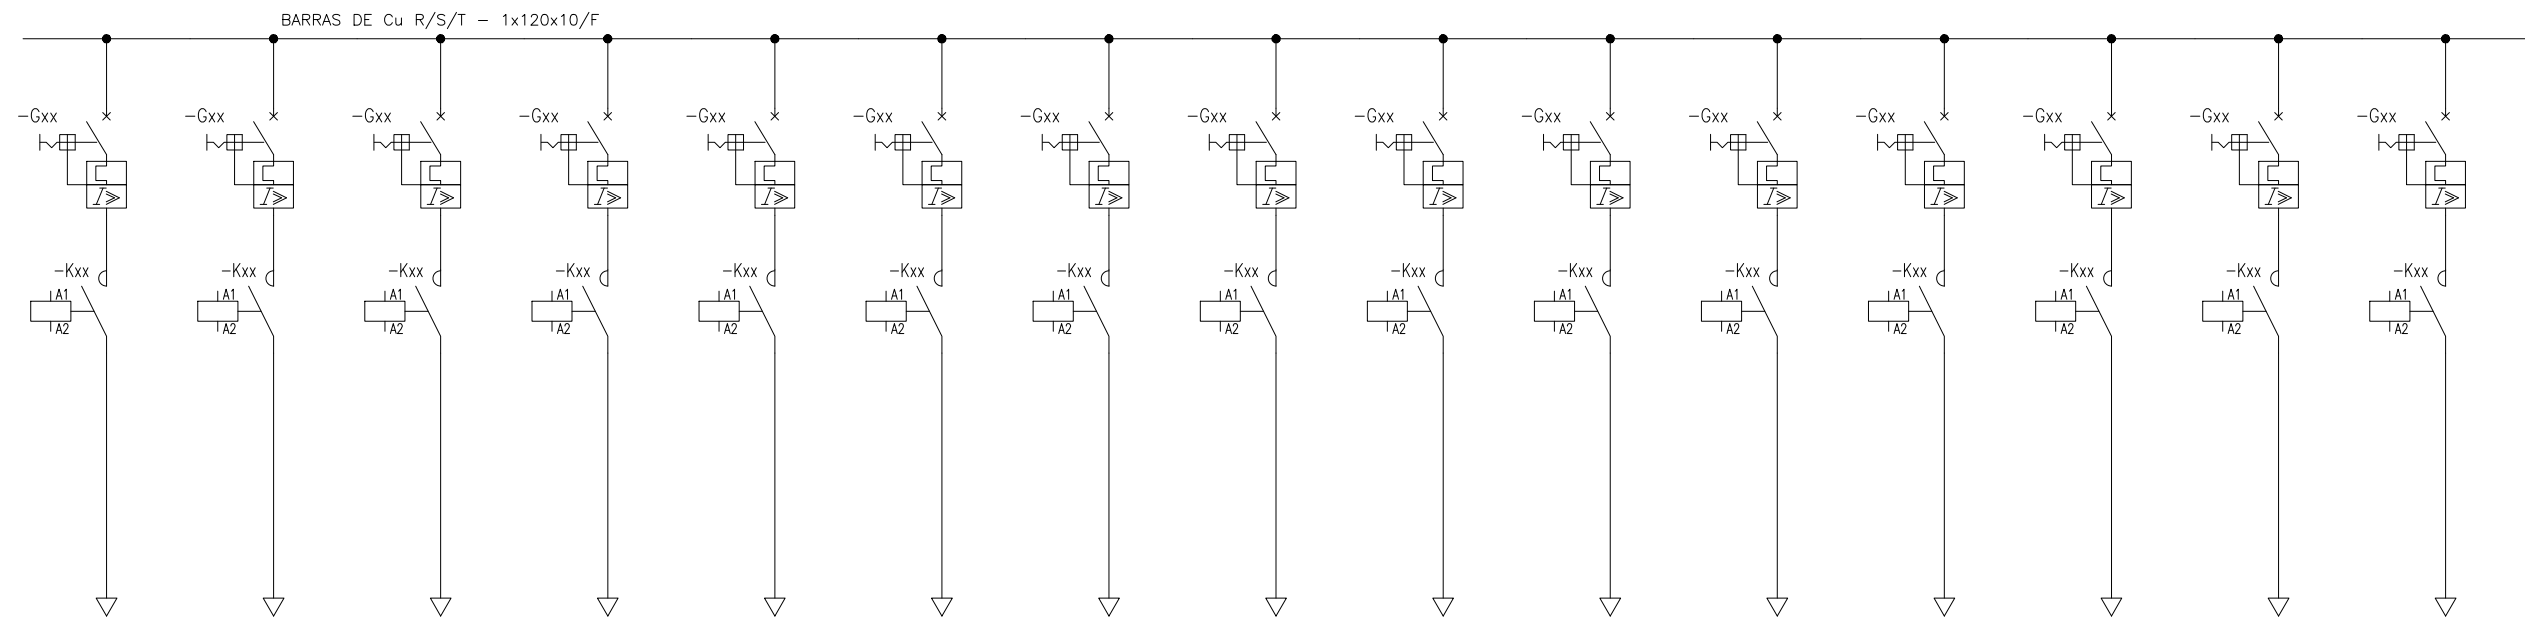 BARRAS DE Cu R/S/T - 1x120x10/F
-Gxx -Gxx -Gxx -Gxx -Gxx -Gxx -Gxx -Gxx -Gxx -Gxx -Gxx -Gxx -Gxx -Gxx -Gxx
I≫ I≫ I≫ I≫ I≫ I≫ I≫ I≫ I≫ I≫ I≫ I≫ I≫ I≫ I≫
-Kxx -Kxx -Kxx -Kxx -Kxx -Kxx -Kxx -Kxx -Kxx -Kxx -Kxx -Kxx -Kxx -Kxx -Kxx
A1 A1 A1 A1 A1 A1 A1 A1 A1 A1 A1 A1 A1 A1 A1
A2 A2 A2 A2 A2 A2 A2 A2 A2 A2 A2 A2 A2 A2 A2